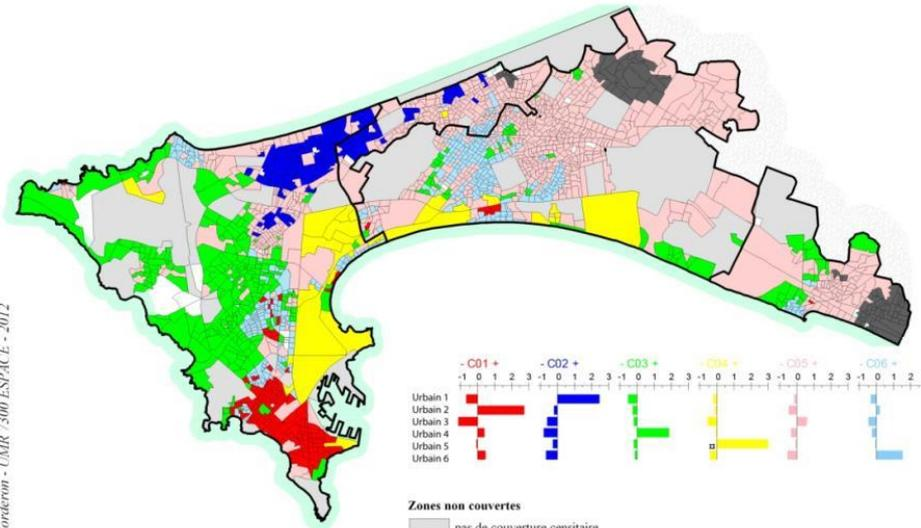 orderon - UMR 7300 ESPACE - 2012
- C01 + - C02 + - C03 + - C04 + - C05 + - C06 +
-1 0 1 2 3 -1 0 1 2 3 -1 0 1 2 3 -1 0 1 2 3 -1 0 1 2 3 -1 0 1 2
Urbain 1
Urbain 2
Urbain 3
Urbain 4
Urbain 5
Urbain 6
Zones non couvertes
pas de couverture censitaire